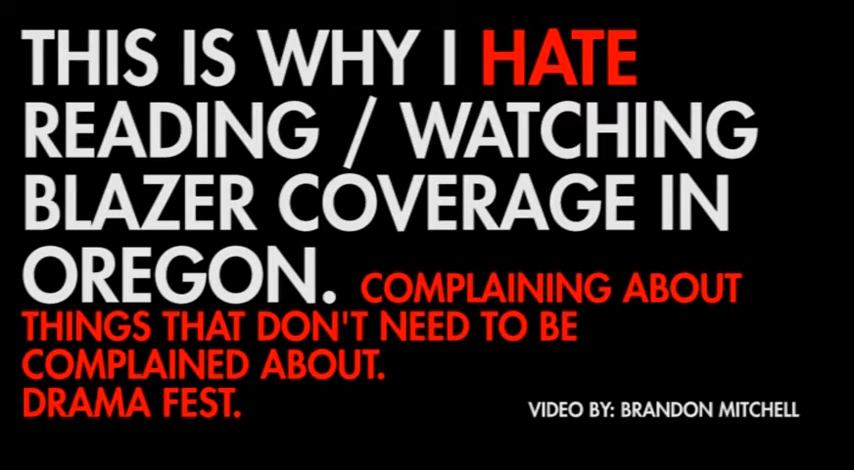 THIS IS WHY I HATE
READING / WATCHING
BLAZER COVERAGE IN
OREGON. COMPLAINING ABOUT
THINGS THAT DON'T NEED TO BE
COMPLAINED ABOUT.
DRAMA FEST.
VIDEO BY: BRANDON MITCHELL